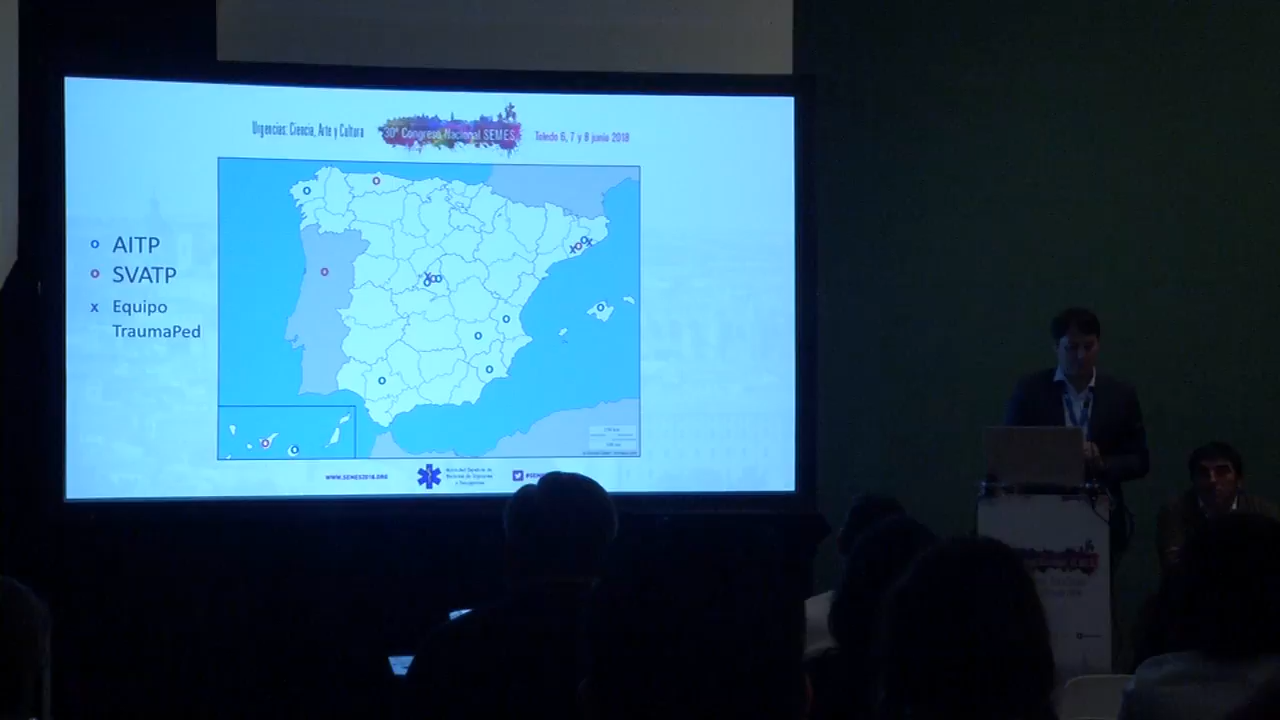 Urgencias: Ciencia, Arte y Cultura
30º Congreso Nacional SEMES
Toledo 6, 7 y 8 junio 2018
o AITP
o SVATP
x Equipo
TraumaPed
WWW.SEMES2018.ORG